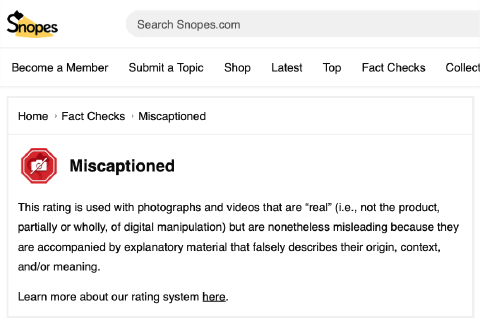 Snopes
Search Snopes.com
Become a Member Submit a Topic Shop Latest Top Fact Checks Collect
Home › Fact Checks › Miscaptioned
Miscaptioned
This rating is used with photographs and videos that are “real” (i.e., not the product,
partially or wholly, of digital manipulation) but are nonetheless misleading because they
are accompanied by explanatory material that falsely describes their origin, context,
and/or meaning.
Learn more about our rating system here.